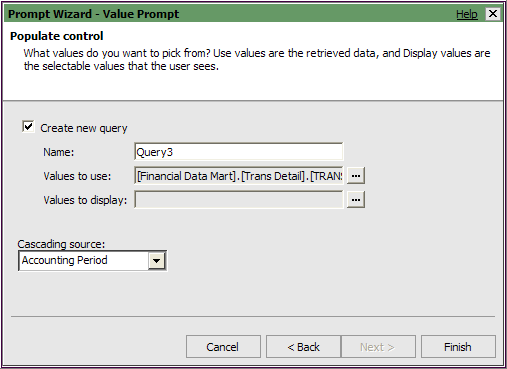 Prompt Wizard - Value Prompt Help
Populate control
What values do you want to pick from? Use values are the retrieved data, and Display values are
the selectable values that the user sees.
Create new query
Name: Query3
Values to use: [Financial Data Mart].[Trans Detail].[TRANS ...
Values to display: ...
Cascading source:
Accounting Period
Cancel < Back Next > Finish